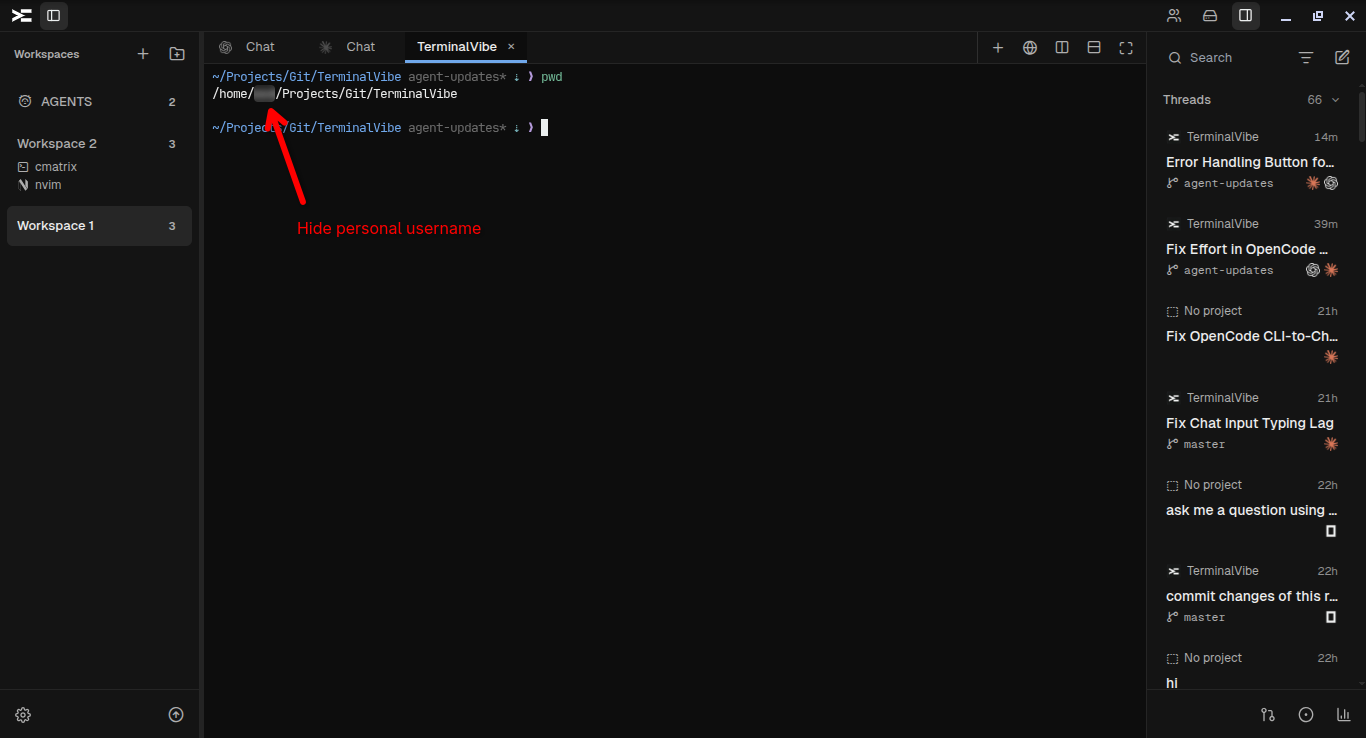 Chat
Chat
TerminalVibe ×
Workspaces
AGENTS 2
Workspace 2 3
cmatrix
nvim
Workspace 1 3
~/Projects/Git/TerminalVibe agent-updates* ⇣ ❯ pwd
/home/ /Projects/Git/TerminalVibe
~/Projects/Git/TerminalVibe agent-updates* ⇣ ❯
Hide personal username
Search
Threads 66
TerminalVibe 14m
Error Handling Button fo...
agent-updates
TerminalVibe 39m
Fix Effort in OpenCode ...
agent-updates
No project 21h
Fix OpenCode CLI-to-Ch...
TerminalVibe 21h
Fix Chat Input Typing Lag
master
No project 22h
ask me a question using ...
TerminalVibe 22h
commit changes of this r...
master
No project 22h
hi